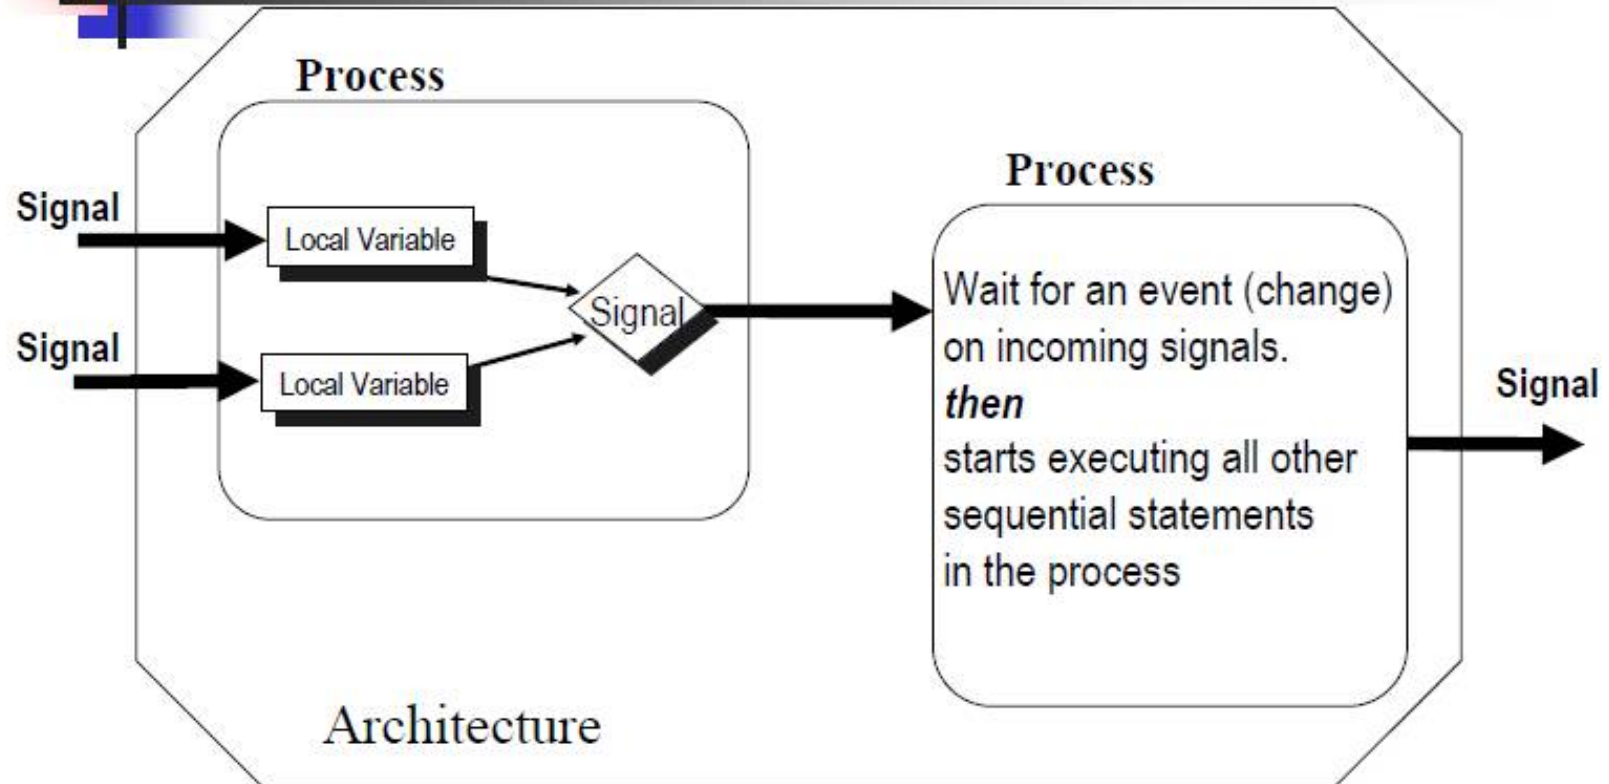 Process
Signal
Local Variable
Signal
Signal
Local Variable
Process
Wait for an event (change)
on incoming signals.
then
starts executing all other
sequential statements
in the process
Signal
Architecture